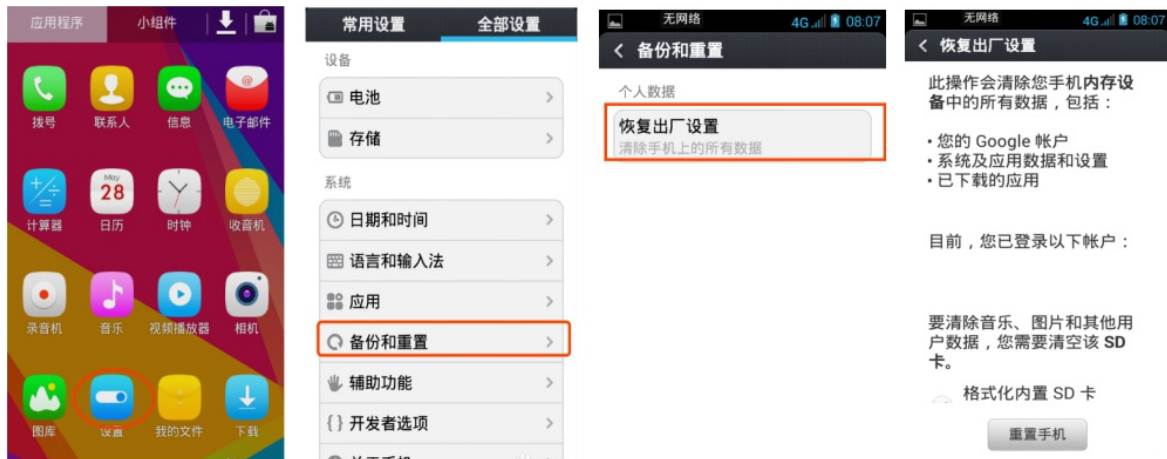 应用程序
小组件
拨号
联系人
信息
@
电子邮件
计算器
May
28
日历
时钟
收音机
录音机
音乐
视频播放器
相机
图库
设置
我的文件
下载
常用设置
全部设置
设备
电池
存储
系统
日期和时间
语言和输入法
应用
备份和重置
辅助功能
{} 开发者选项
无网络
4G
08:07
备份和重置
个人数据
恢复出厂设置
清除手机上的所有数据
无网络
4G
08:07
恢复出厂设置
此操作会清除您手机内存设
备中的所有数据，包括：
• 您的 Google 帐户
• 系统及应用数据和设置
• 已下载的应用
目前，您已登录以下帐户：
要清除音乐、图片和其他用
户数据，您需要清空该 SD
卡。
格式化内置 SD 卡
重置手机